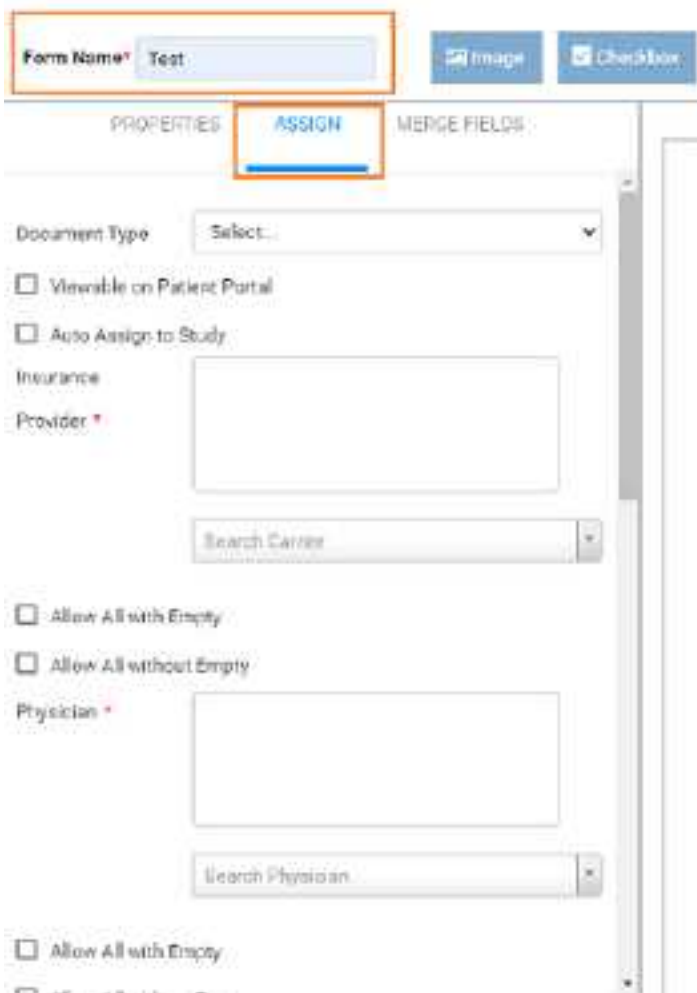 Form Name* Test Image Checkbox
PROPERTIES ASSIGN MERGE FIELDS
Document Type Select...
Viewable on Patient Portal
Auto Assign to Study
Insurance
Provider *
Search Carrier
Allow All with Empty
Allow All without Empty
Physician *
Search Physician
Allow All with Empty